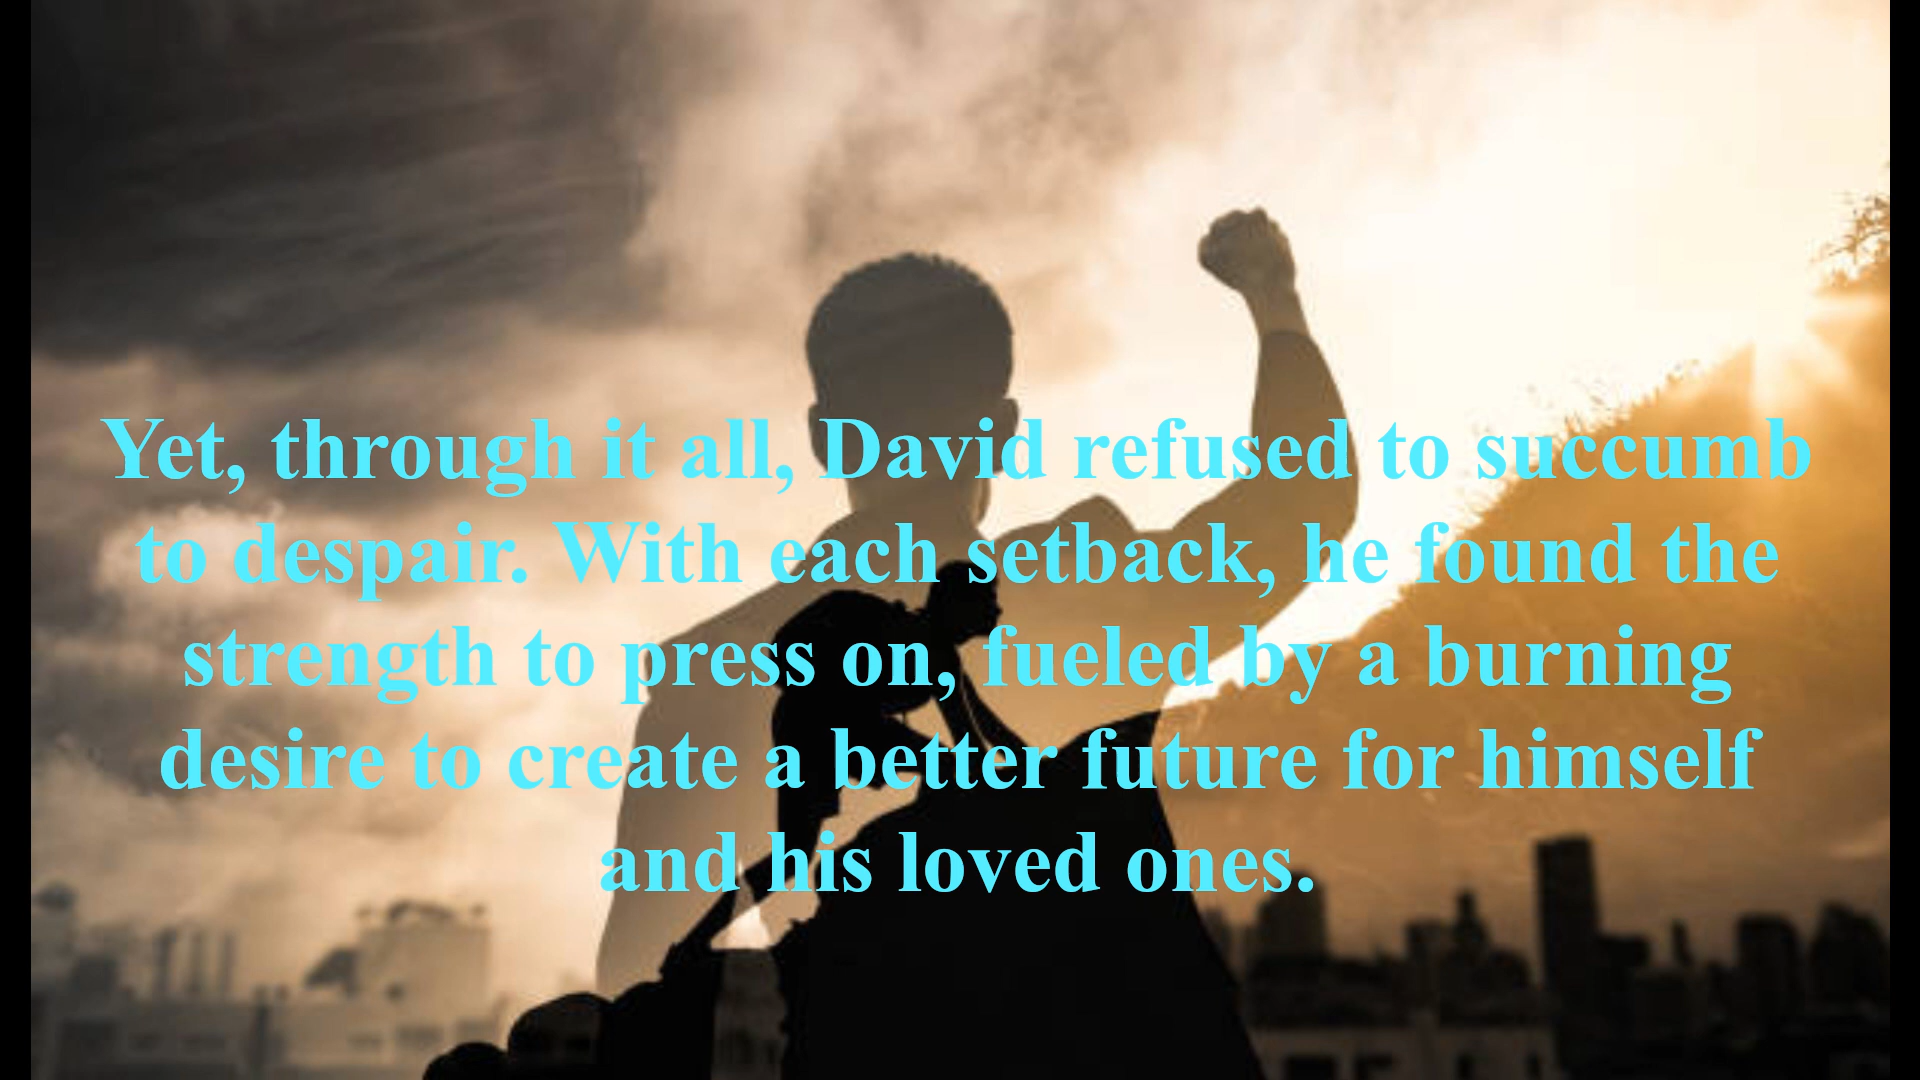 Yet, through it all, David refused to succumb
to despair. With each setback, he found the
strength to press on, fueled by a burning
desire to create a better future for himself
and his loved ones.